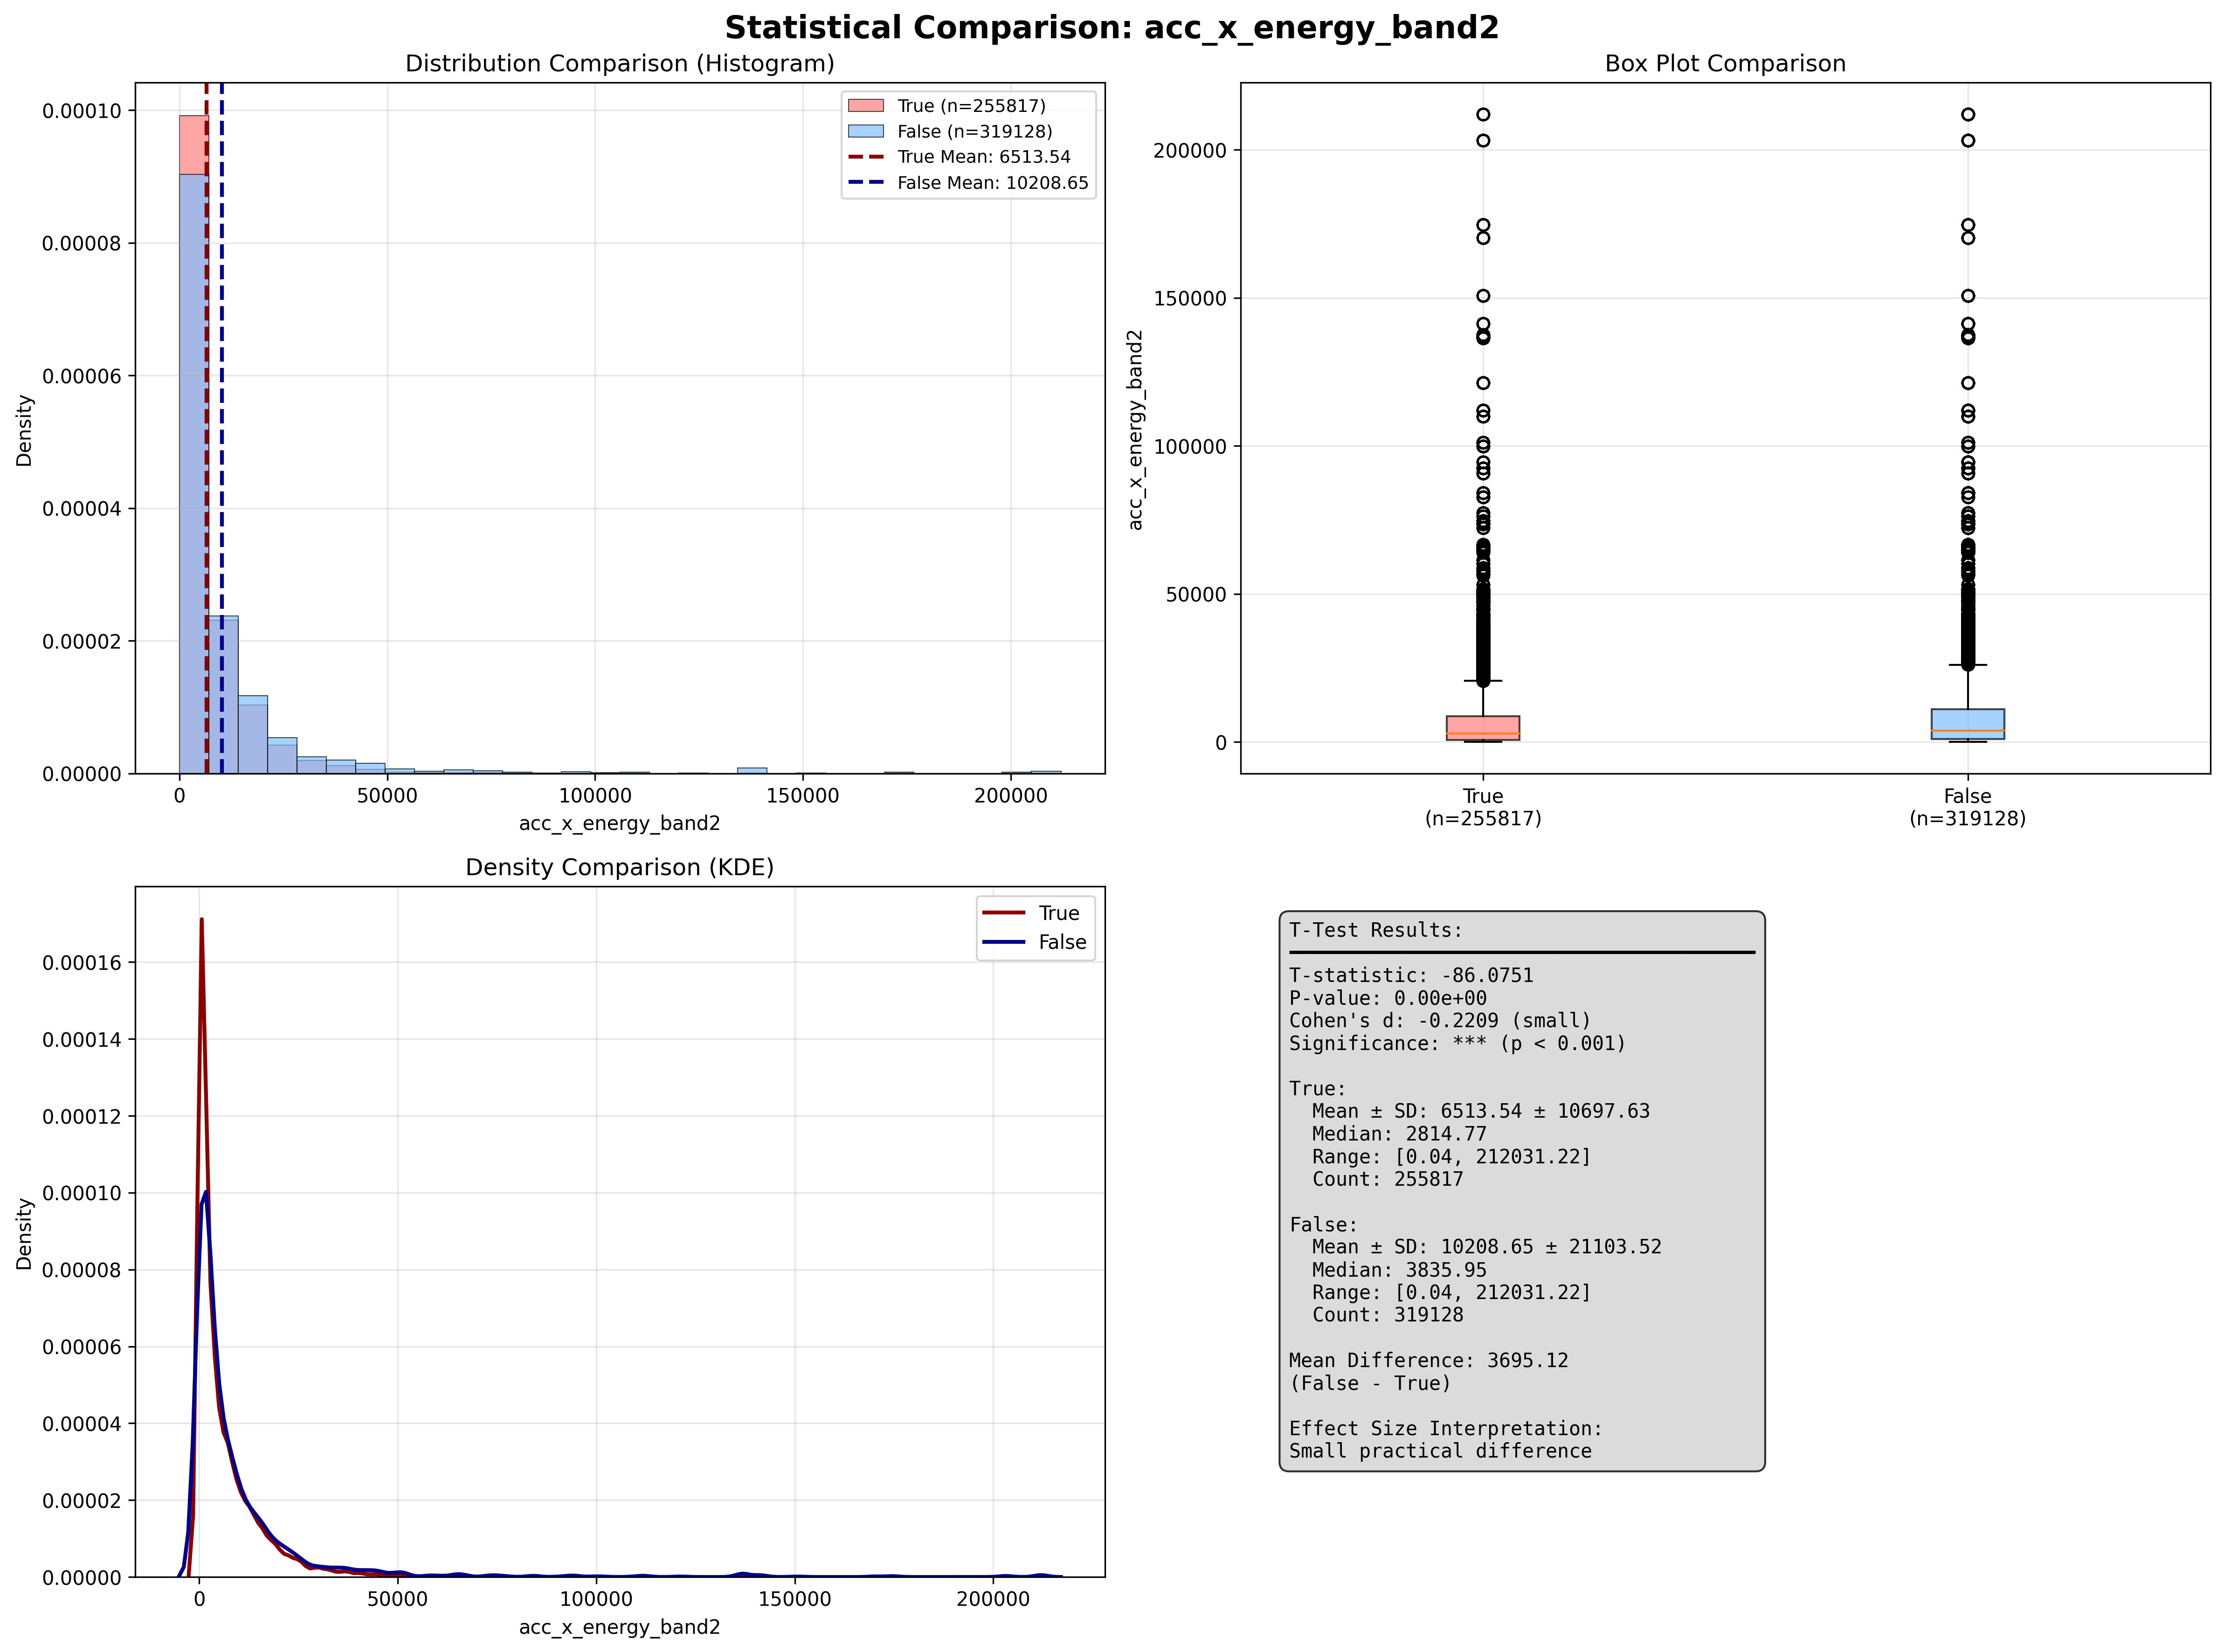 Statistical Comparison: acc_x_energy_band2
Distribution Comparison (Histogram)
Density
0.00010
0.00008
0.00006
0.00004
0.00002
0.00000
0
50000
100000
150000
200000
acc_x_energy_band2
True (n=255817)
False (n=319128)
True Mean: 6513.54
False Mean: 10208.65
Box Plot Comparison
acc_x_energy_band2
200000
150000
100000
50000
0
True
(n=255817)
False
(n=319128)
Density Comparison (KDE)
Density
0.00016
0.00014
0.00012
0.00010
0.00008
0.00006
0.00004
0.00002
0.00000
0
50000
100000
150000
200000
acc_x_energy_band2
True
False
T-Test Results:
T-statistic: -86.0751
P-value: 0.00e+00
Cohen's d: -0.2209 (small)
Significance: *** (p < 0.001)
True:
Mean ± SD: 6513.54 ± 10697.63
Median: 2814.77
Range: [0.04, 212031.22]
Count: 255817
False:
Mean ± SD: 10208.65 ± 21103.52
Median: 3835.95
Range: [0.04, 212031.22]
Count: 319128
Mean Difference: 3695.12
(False - True)
Effect Size Interpretation:
Small practical difference